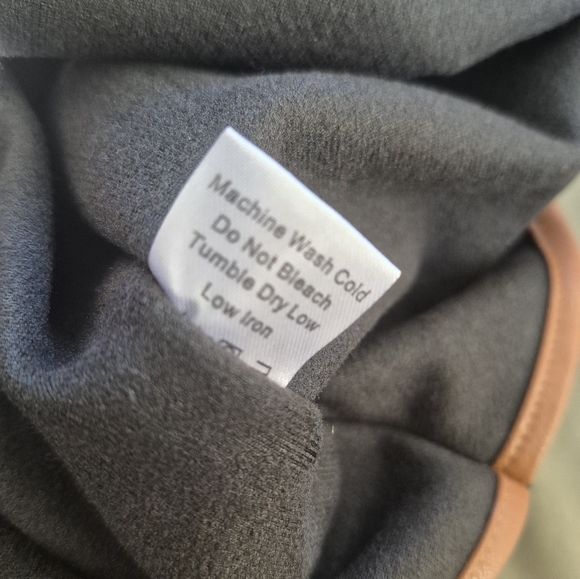 Machine Wash Cold
Do Not Bleach
Tumble Dry Low
Low Iron